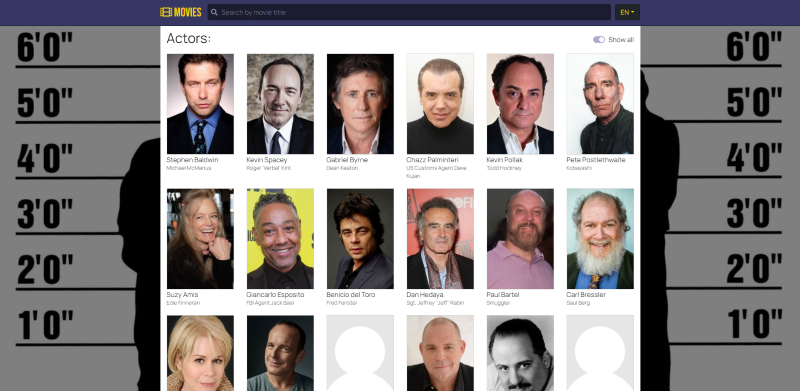 MOVIES
Search by movie title
EN
Actors:
Show all
6'0"
6'0"
5'0"
5'0"
4'0"
4'0"
3'0"
3'0"
2'0"
2'0"
1'0"
1'0"
Stephen Baldwin
Michael McManus
Kevin Spacey
Roger 'Verbal' Kint
Gabriel Byrne
Dean Keaton
Chazz Palminteri
US Customs Agent Dave
Kujan
Kevin Pollak
Todd Hockney
Pete Postlethwaite
Kobayashi
Suzy Amis
Edie Finneran
Giancarlo Esposito
FBI Agent Jack Baer
Benicio del Toro
Fred Fenster
Dan Hedaya
Sgt. Jeffrey "Jeff" Rabin
Paul Bartel
Smuggler
Carl Bressler
Saul Berg